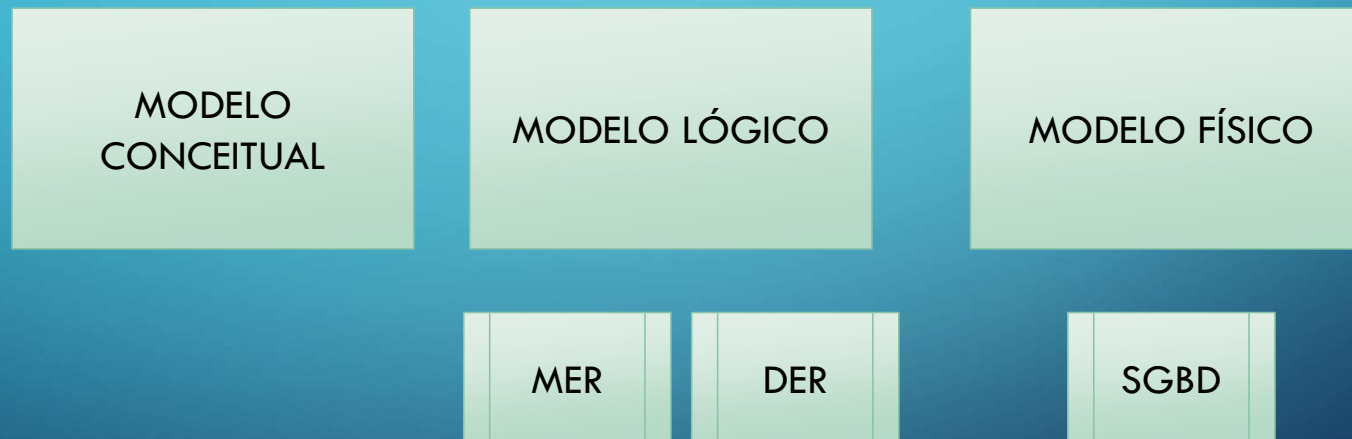 MODELO
CONCEITUAL
MODELO LÓGICO
MODELO FÍSICO
MER
DER
SGBD